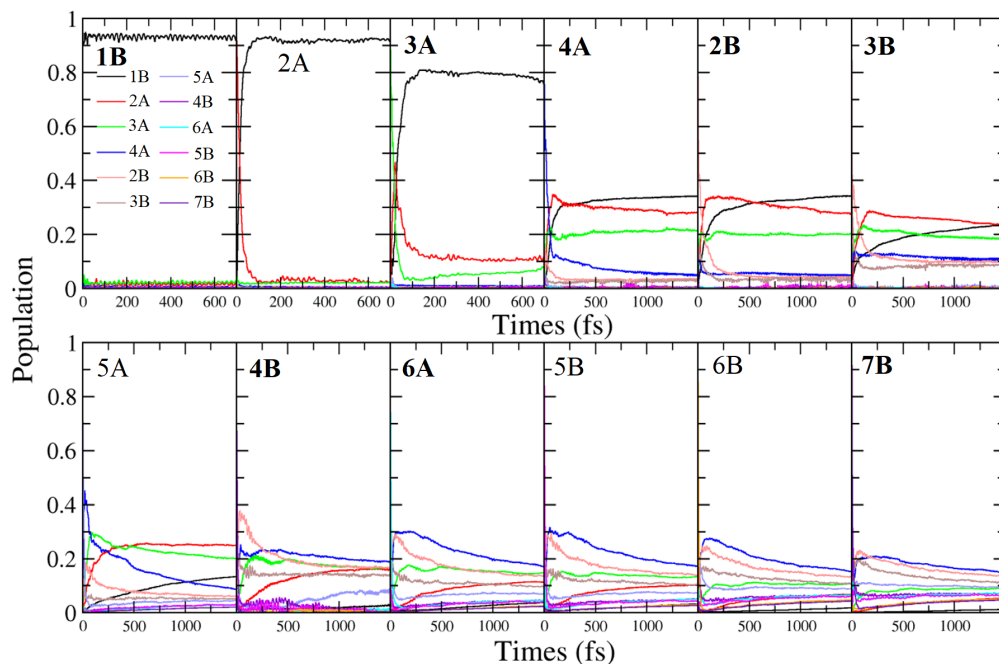 1
0.8
0.6
0.4
0.2
0
1B
2A
3A
4A
2B
3B
1B 5A
2A 4B
3A 6A
4A 5B
2B 6B
3B 7B
0 200 400 600 0 200 400 600 0 200 400 600 0 500 1000 0 500 1000 0 500 1000
Times (fs)
Population
1
0.8
0.6
0.4
0.2
0
5A
4B
6A
5B
6B
7B
0 500 1000 0 500 1000 0 500 1000 0 500 1000 0 500 1000 0 500 1000
Times (fs)